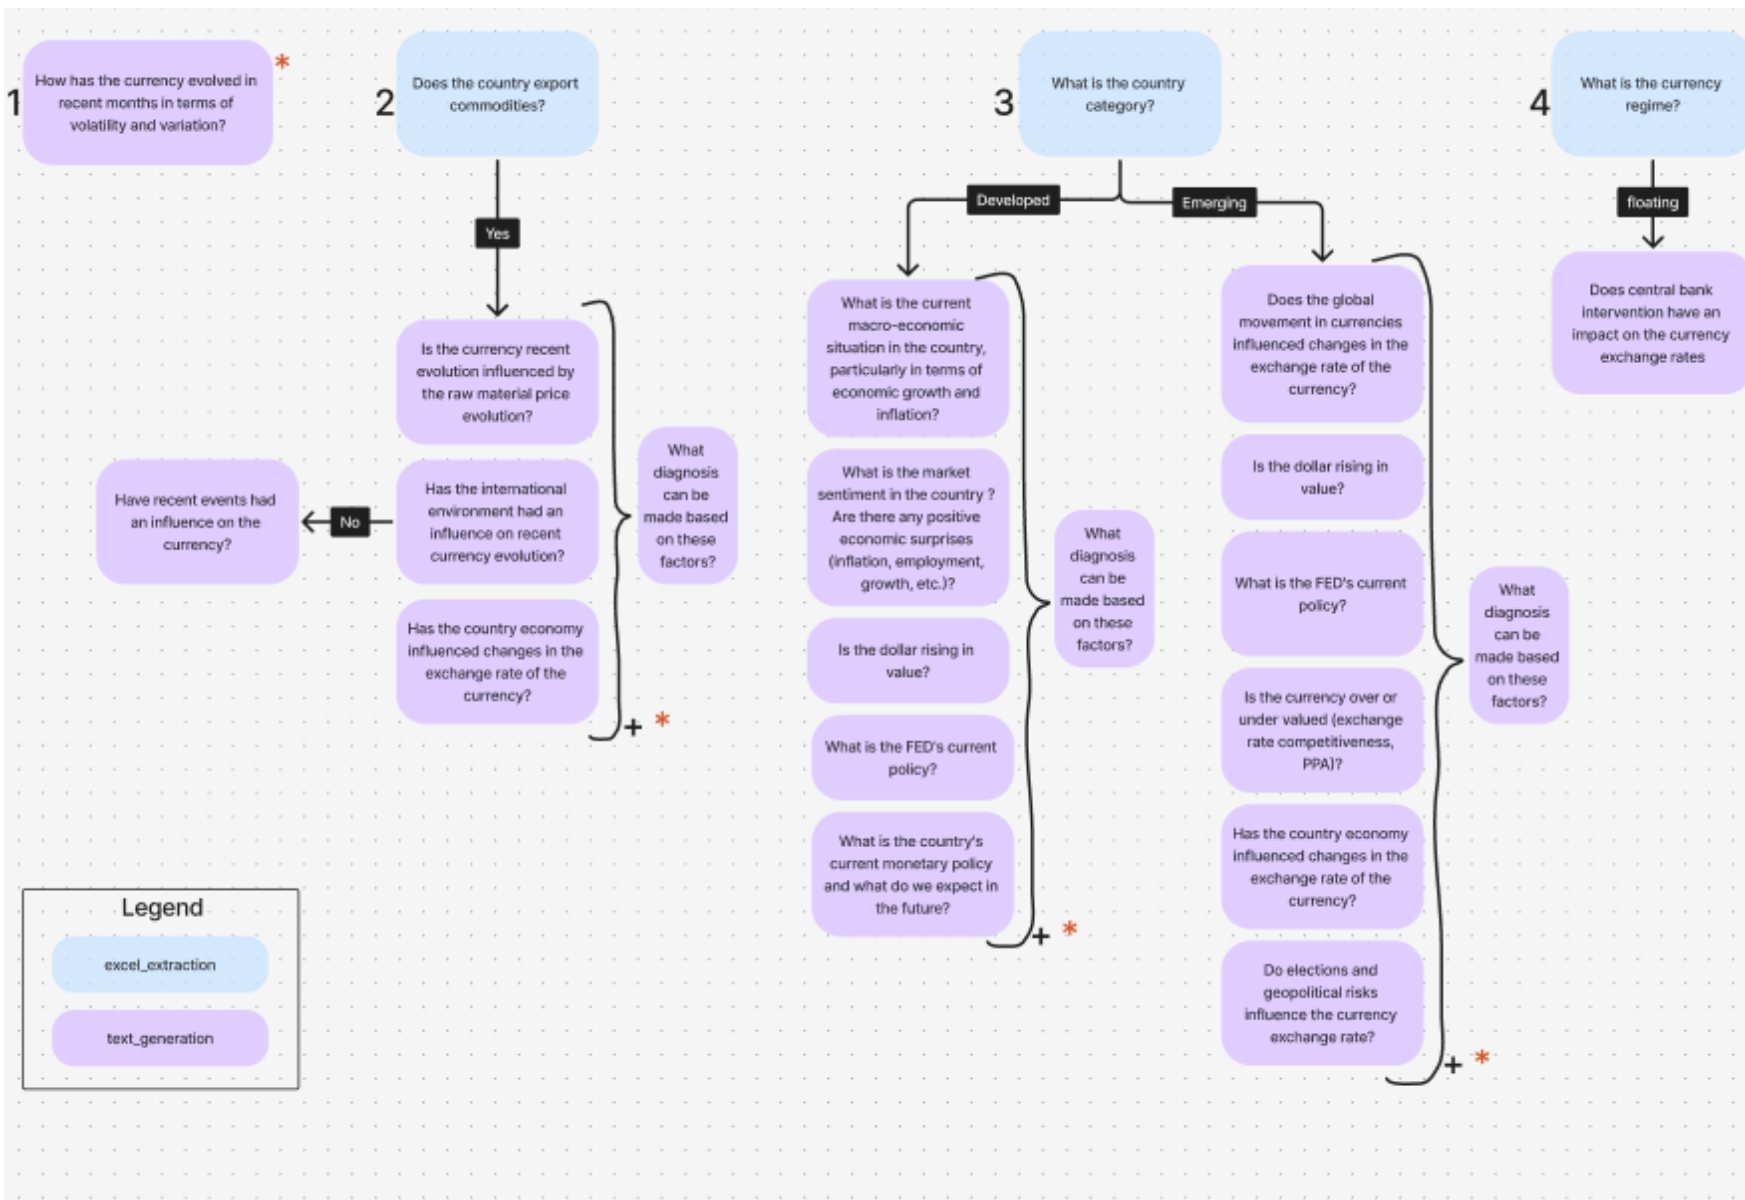 1
How has the currency evolved in
recent months in terms of
volatility and variation?
*
2
Does the country export
commodities?
Yes
Is the currency recent
evolution influenced by
the raw material price
evolution?
Has the international
environment had an
influence on recent
currency evolution?
No
Have recent events had
an influence on the
currency?
Has the country economy
influenced changes in the
exchange rate of the
currency?
+ *
What
diagnosis
can be
made based
on these
factors?
3
What is the country
category?
Developed
What is the current
macro-economic
situation in the country,
particularly in terms of
economic growth and
inflation?
What is the market
sentiment in the country ?
Are there any positive
economic surprises
(inflation, employment,
growth, etc.)?
Is the dollar rising in
value?
What is the FED's current
policy?
What is the country's
current monetary policy
and what do we expect in
the future?
+ *
What
diagnosis
can be
made based
on these
factors?
Emerging
Does the global
movement in currencies
influenced changes in the
exchange rate of the
currency?
Is the dollar rising in
value?
What is the FED's current
policy?
Is the currency over or
under valued (exchange
rate competitiveness,
PPA)?
Has the country economy
influenced changes in the
exchange rate of the
currency?
Do elections and
geopolitical risks
influence the currency
exchange rate?
+ *
What
diagnosis
can be
made based
on these
factors?
4
What is the currency
regime?
floating
Does central bank
intervention have an
impact on the currency
exchange rates
Legend
excel_extraction
text_generation